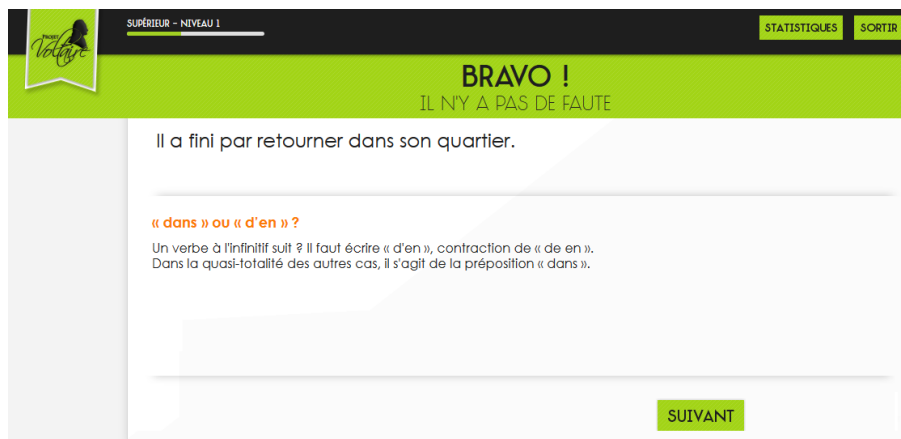 PROJET
Voltaire
SUPÉRIEUR – NIVEAU 1
STATISTIQUES
SORTIR
BRAVO !
IL N'Y A PAS DE FAUTE
Il a fini par retourner dans son quartier.
« dans » ou « d'en » ?
Un verbe à l'infinitif suit ? Il faut écrire « d'en », contraction de « de en ».
Dans la quasi-totalité des autres cas, il s'agit de la préposition « dans ».
SUIVANT